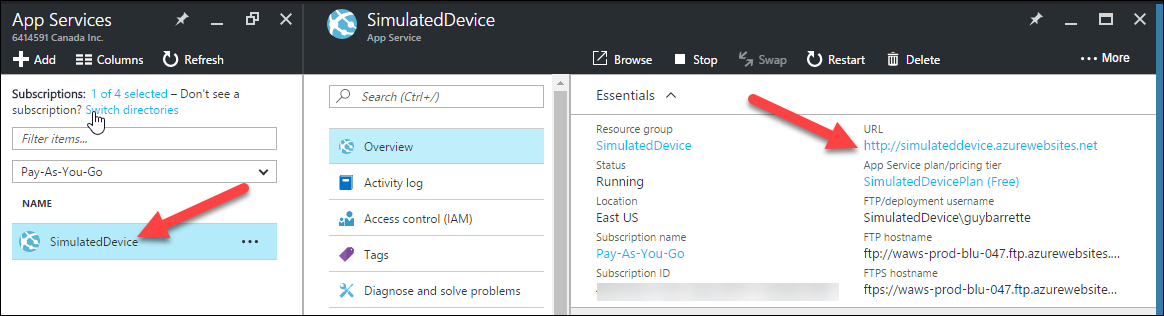 App Services
6414591 Canada Inc.
Add Columns Refresh
Subscriptions: 1 of 4 selected – Don't see a
subscription? Switch directories
Filter items...
Pay-As-You-Go
NAME
SimulatedDevice ...
SimulatedDevice
App Service
Browse Stop Swap Restart Delete ... More
Search (Ctrl+/)
Overview
Activity log
Access control (IAM)
Tags
Diagnose and solve problems
Essentials
Resource group
SimulatedDevice
Status
Running
Location
East US
Subscription name
Pay-As-You-Go
Subscription ID
URL
http://simulateddevice.azurewebsites.net
App Service plan/pricing tier
SimulatedDevicePlan (Free)
FTP/deployment username
SimulatedDevice\guybarrette
FTP hostname
ftp://waws-prod-blu-047.ftp.azurewebsites....
FTPS hostname
ftps://waws-prod-blu-047.ftp.azurewebsites...